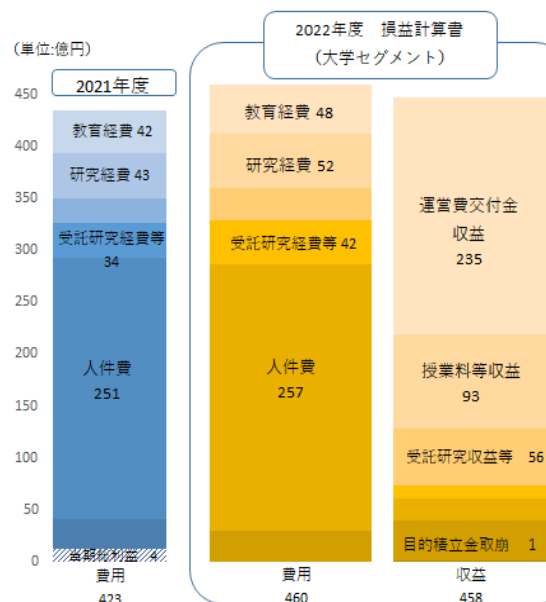 2022年度　損益計算書
（大学セグメント）
（単位:億円）
2021年度
450
400
350
300
250
200
150
100
50
0
教育経費 42
研究経費 43
受託研究経費等
34
人件費
251
当期総利益　4
費用
423
教育経費 48
研究経費 52
受託研究経費等 42
人件費
257
費用
460
運営費交付金
収益
235
授業料等収益
93
受託研究収益等　56
目的積立金取崩　1
収益
458